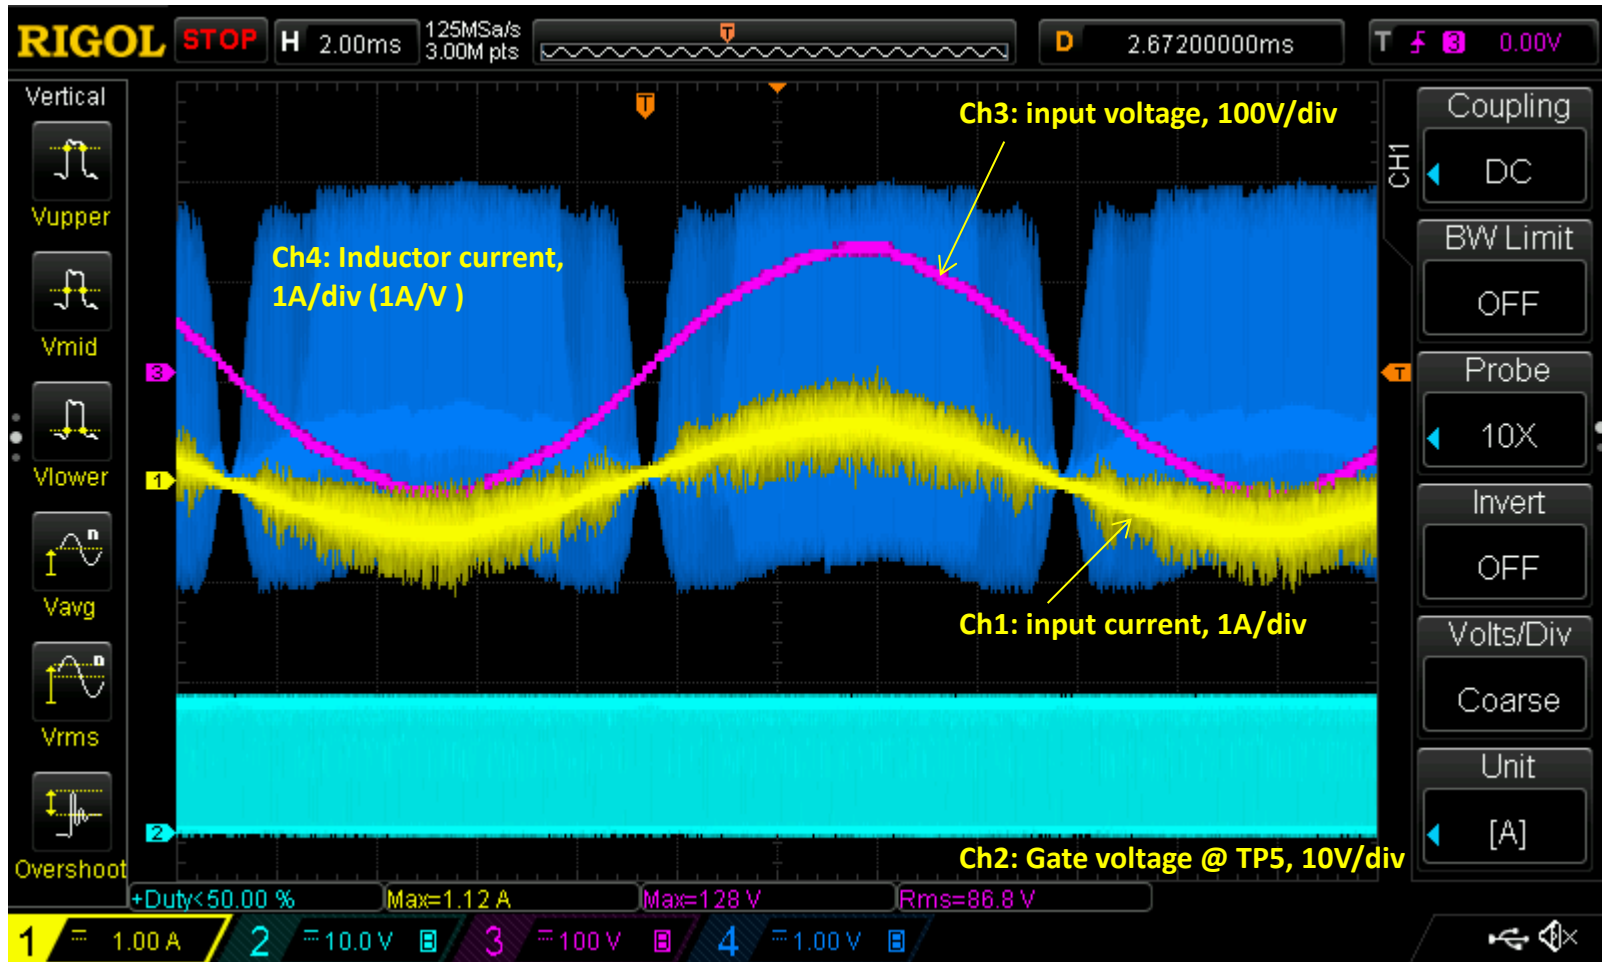 RIGOL STOP H 2.00ms 125MSa/s D 2.67200000ms T 3 0.00V
3.00M pts
T
Vertical
Vupper
Vmid
Vlower
Vavg
Vrms
Overshoot
T
Ch3: input voltage, 100V/div
Ch4: Inductor current,
1A/div (1A/V )
3
1
T
Ch1: input current, 1A/div
2
Ch2: Gate voltage @ TP5, 10V/div
CH1
Coupling
DC
BW Limit
OFF
Probe
10X
Invert
OFF
Volts/Div
Coarse
Unit
[A]
+Duty<50.00 % Max=1.12 A Max=128 V Rms=86.8 V
1 1.00 A 2 10.0 V B 3 100 V B 4 1.00 V B